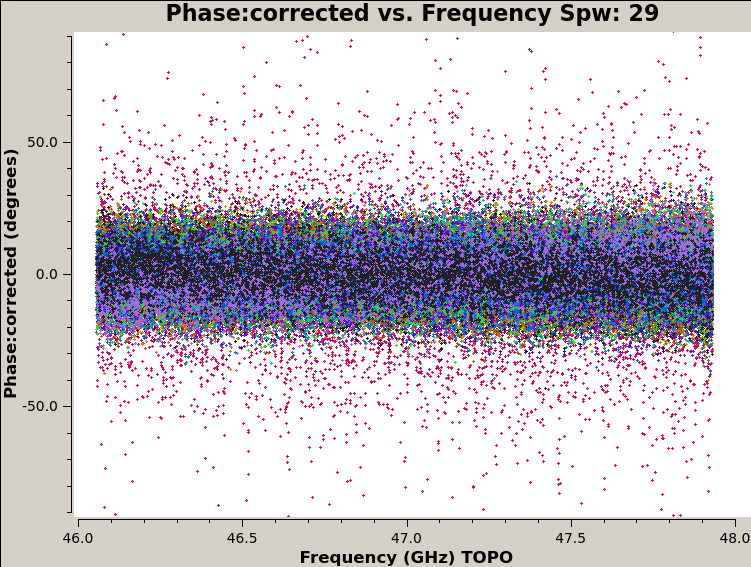 Phase:corrected vs. Frequency Spw: 29
Phase:corrected (degrees)
50.0
0.0
-50.0
46.0 46.5 47.0 47.5 48.0
Frequency (GHz) TOPO